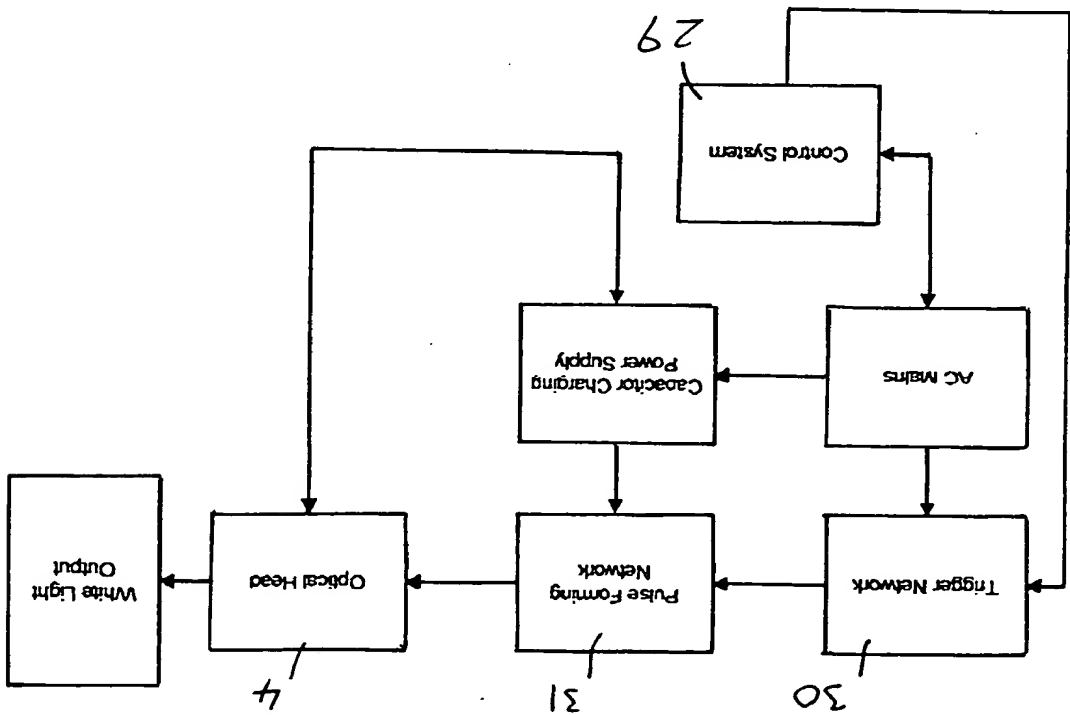 30
31
4
Trigger Network
Pulse Forming
Network
Optical Head
White Light
Output
AC Mains
Capacitor Charging
Power Supply
Control System
29